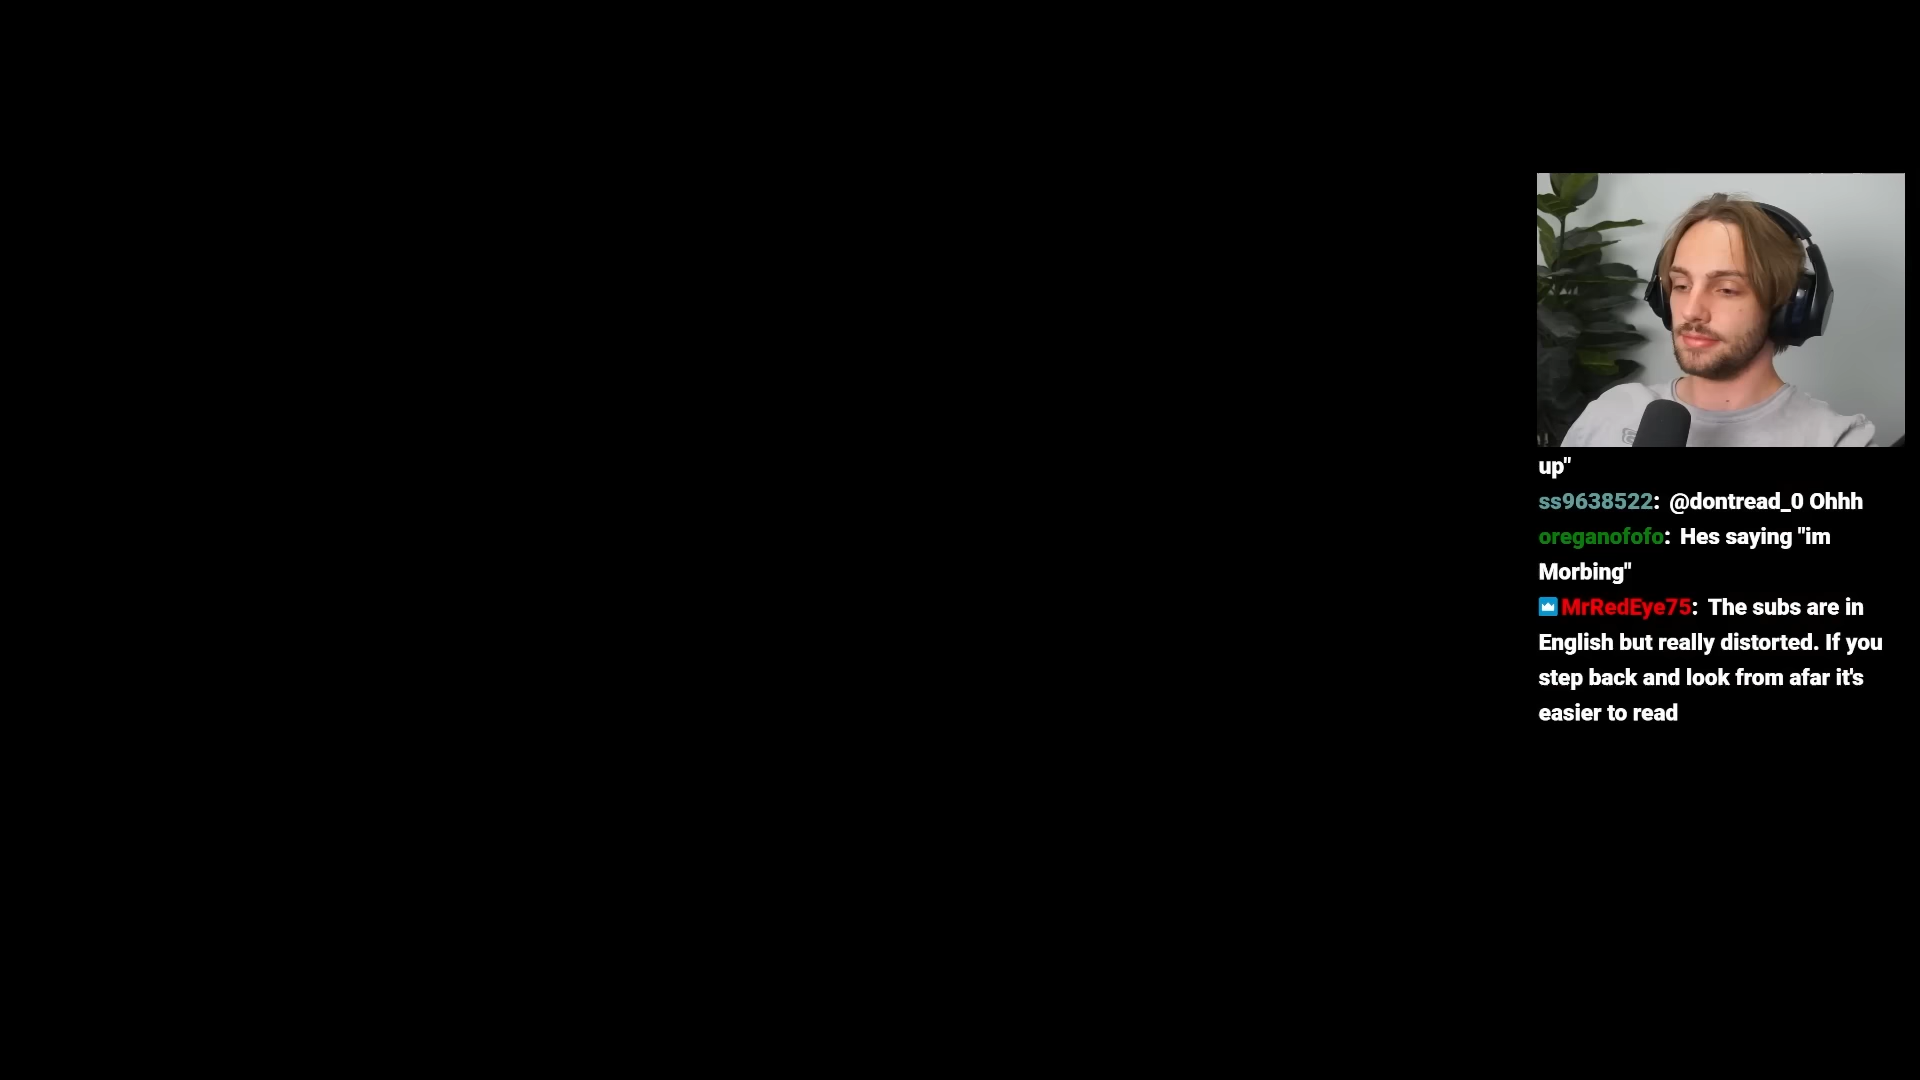 up"
ss9638522: @dontread_0 Ohhh
oreganofofo: Hes saying "im
Morbing"
MrRedEye75: The subs are in
English but really distorted. If you
step back and look from afar it's
easier to read